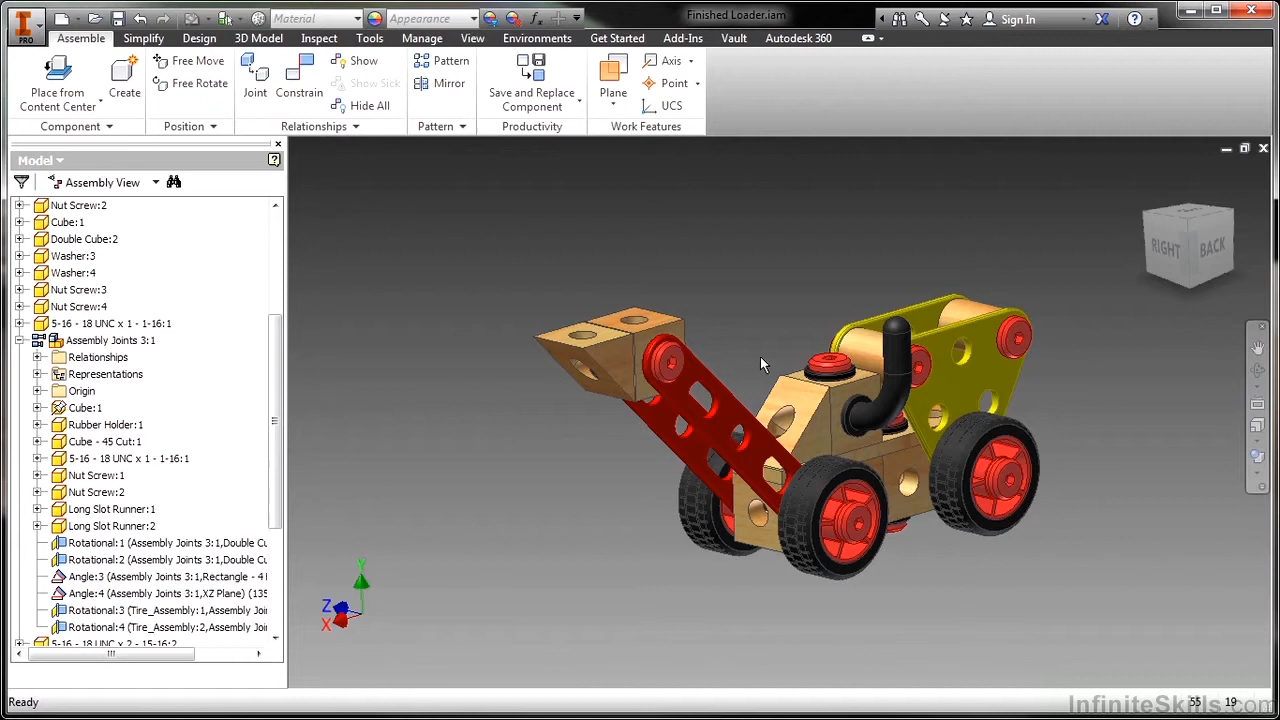 Material
Appearance
Finished Loader.iam
Sign In
PRO
Assemble Simplify Design 3D Model Inspect Tools Manage View Environments Get Started Add-Ins Vault Autodesk 360
Place from
Content Center
Create
Free Move
Free Rotate
Joint
Constrain
Show
Show Sick
Hide All
Pattern
Mirror
Save and Replace
Component
Plane
Axis
Point
UCS
Component Position Relationships Pattern Productivity Work Features
Model
Assembly View
Nut Screw:2
Cube:1
Double Cube:2
Washer:3
Washer:4
Nut Screw:3
Nut Screw:4
5-16 - 18 UNC x 1 - 1-16:1
Assembly Joints 3:1
Relationships
Representations
Origin
Cube:1
Rubber Holder:1
Cube - 45 Cut:1
5-16 - 18 UNC x 1 - 1-16:1
Nut Screw:1
Nut Screw:2
Long Slot Runner:1
Long Slot Runner:2
Rotational:1 (Assembly Joints 3:1,Double Cu
Rotational:2 (Assembly Joints 3:1,Double Cu
Angle:3 (Assembly Joints 3:1,Rectangle - 4
Angle:4 (Assembly Joints 3:1,XZ Plane) (135
Rotational:3 (Tire_Assembly:1,Assembly Joi
Rotational:4 (Tire_Assembly:2,Assembly Joi
5-16 - 18 UNC x 2 - 15-16:2
RIGHT
BACK
Y
Z
X
Ready
55 19
InfiniteSkills.com